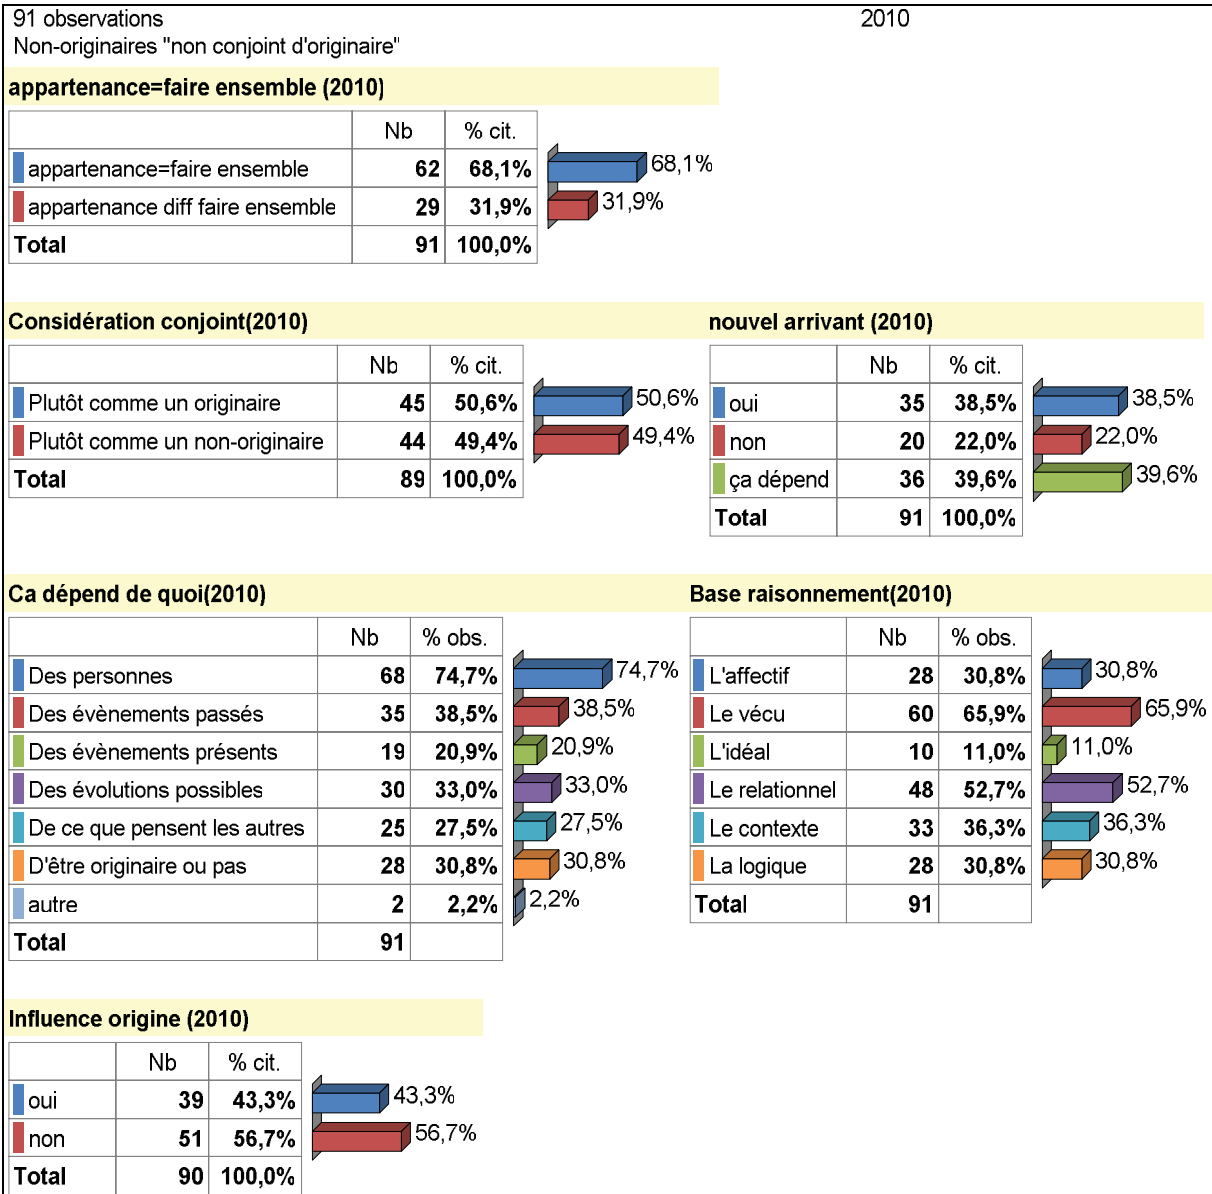 91 observations
2010
Non-originaires "non conjoint d'originaire"
appartenance=faire ensemble (2010)
Nb % cit.
appartenance=faire ensemble 62 68,1% 68,1%
appartenance diff faire ensemble 29 31,9% 31,9%
Total 91 100,0%
Considération conjoint(2010)
Nb % cit.
Plutôt comme un originaire 45 50,6% 50,6%
Plutôt comme un non-originaire 44 49,4% 49,4%
Total 89 100,0%
nouvel arrivant (2010)
Nb % cit.
oui 35 38,5% 38,5%
non 20 22,0% 22,0%
ça dépend 36 39,6% 39,6%
Total 91 100,0%
Ca dépend de quoi(2010)
Nb % obs.
Des personnes 68 74,7% 74,7%
Des évènements passés 35 38,5% 38,5%
Des évènements présents 19 20,9% 20,9%
Des évolutions possibles 30 33,0% 33,0%
De ce que pensent les autres 25 27,5% 27,5%
D'être originaire ou pas 28 30,8% 30,8%
autre 2 2,2% 2,2%
Total 91
Base raisonnement(2010)
Nb % obs.
L'affectif 28 30,8% 30,8%
Le vécu 60 65,9% 65,9%
L'idéal 10 11,0% 11,0%
Le relationnel 48 52,7% 52,7%
Le contexte 33 36,3% 36,3%
La logique 28 30,8% 30,8%
Total 91
Influence origine (2010)
Nb % cit.
oui 39 43,3% 43,3%
non 51 56,7% 56,7%
Total 90 100,0%